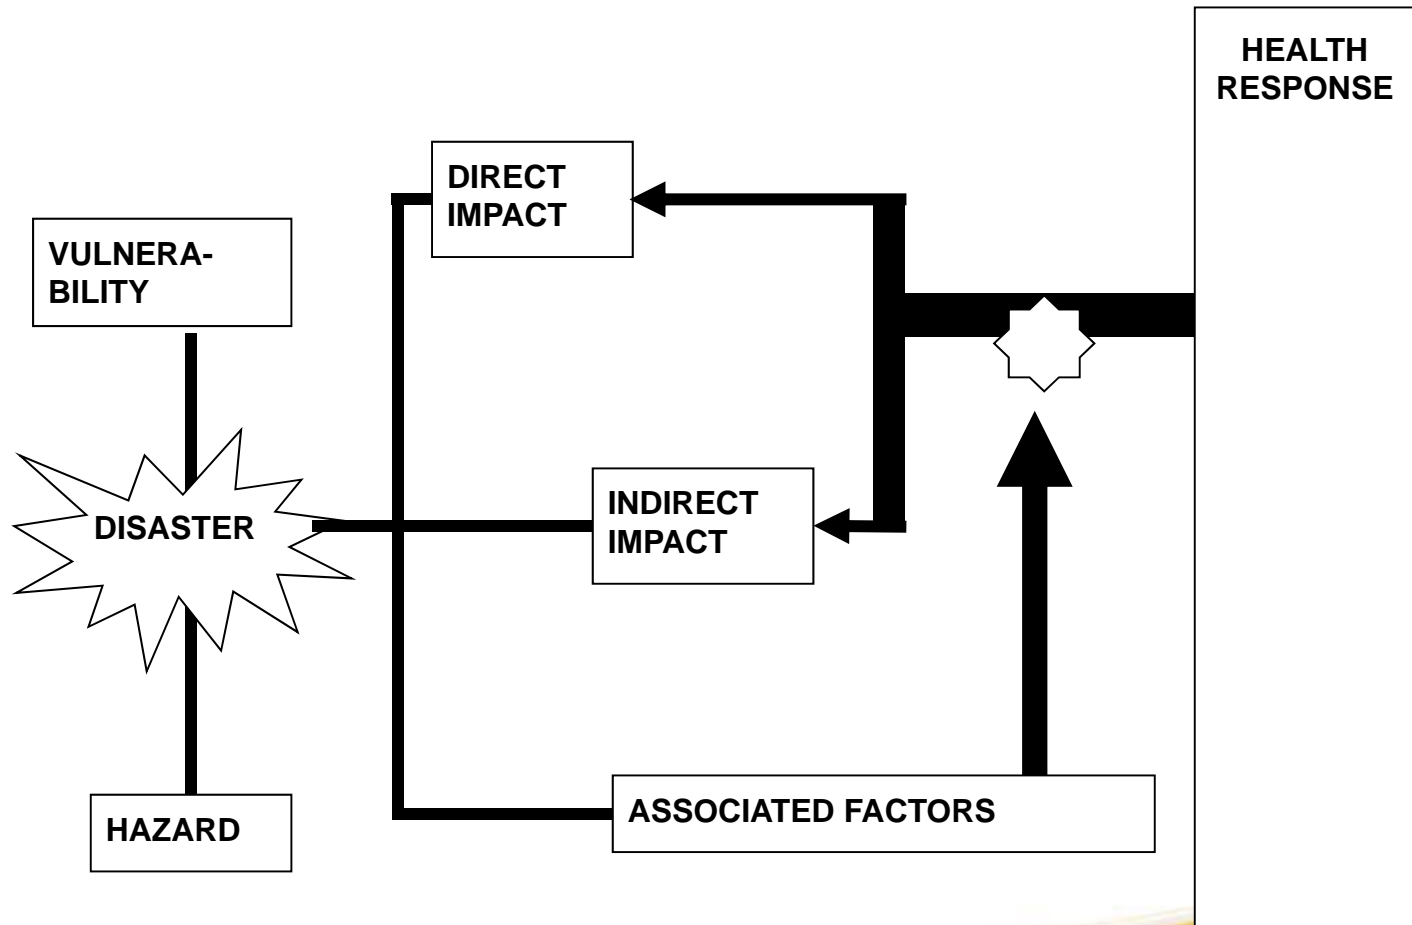 HEALTH
RESPONSE
DIRECT
IMPACT
VULNERA-
BILITY
DISASTER
INDIRECT
IMPACT
HAZARD
ASSOCIATED FACTORS